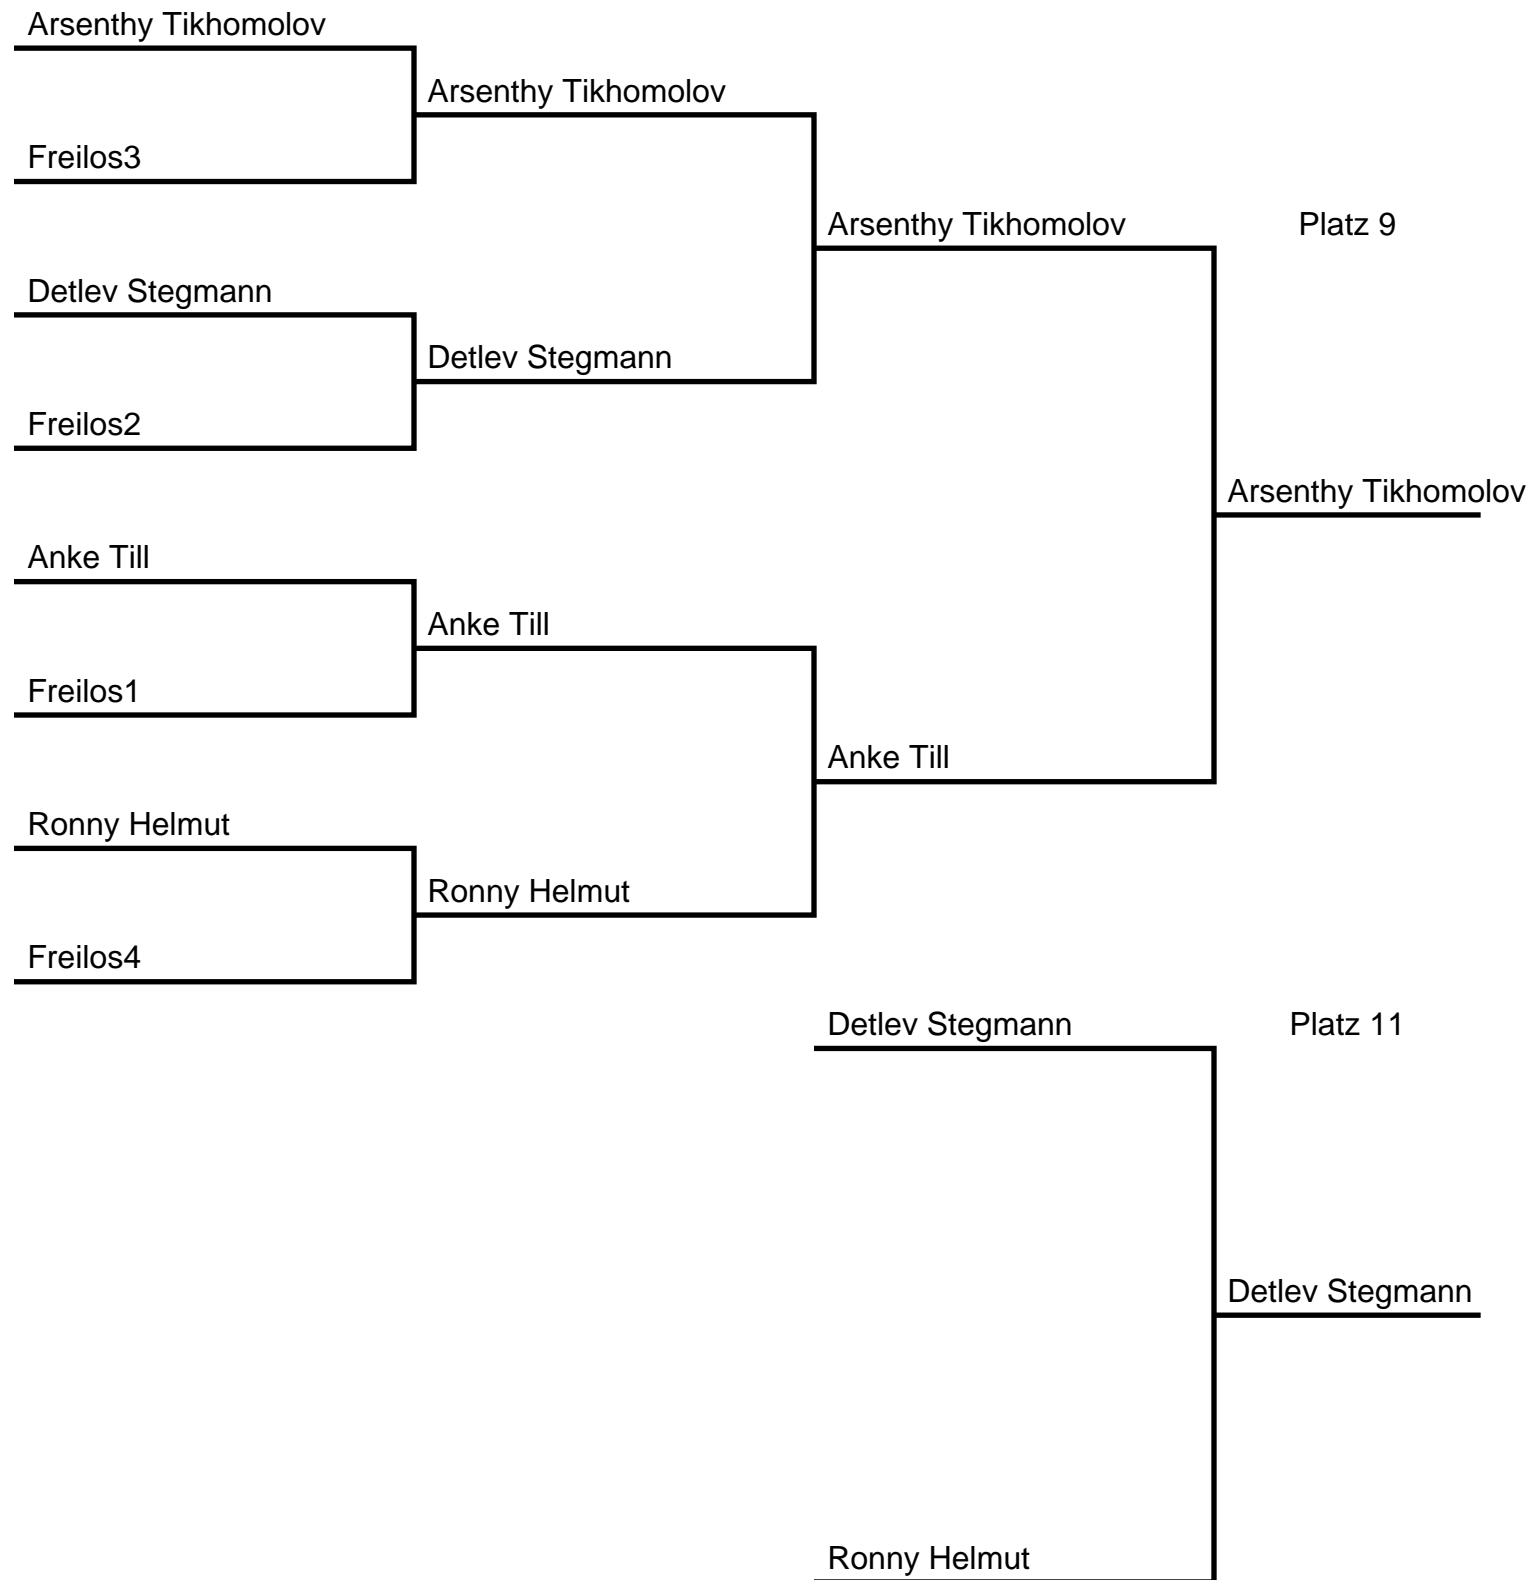 Arsenthy Tikhomolov
Arsenthy Tikhomolov
Freilos3
Arsenthy Tikhomolov
Platz 9
Detlev Stegmann
Detlev Stegmann
Freilos2
Arsenthy Tikhomolov
Anke Till
Anke Till
Freilos1
Anke Till
Ronny Helmut
Ronny Helmut
Freilos4
Detlev Stegmann
Platz 11
Detlev Stegmann
Ronny Helmut